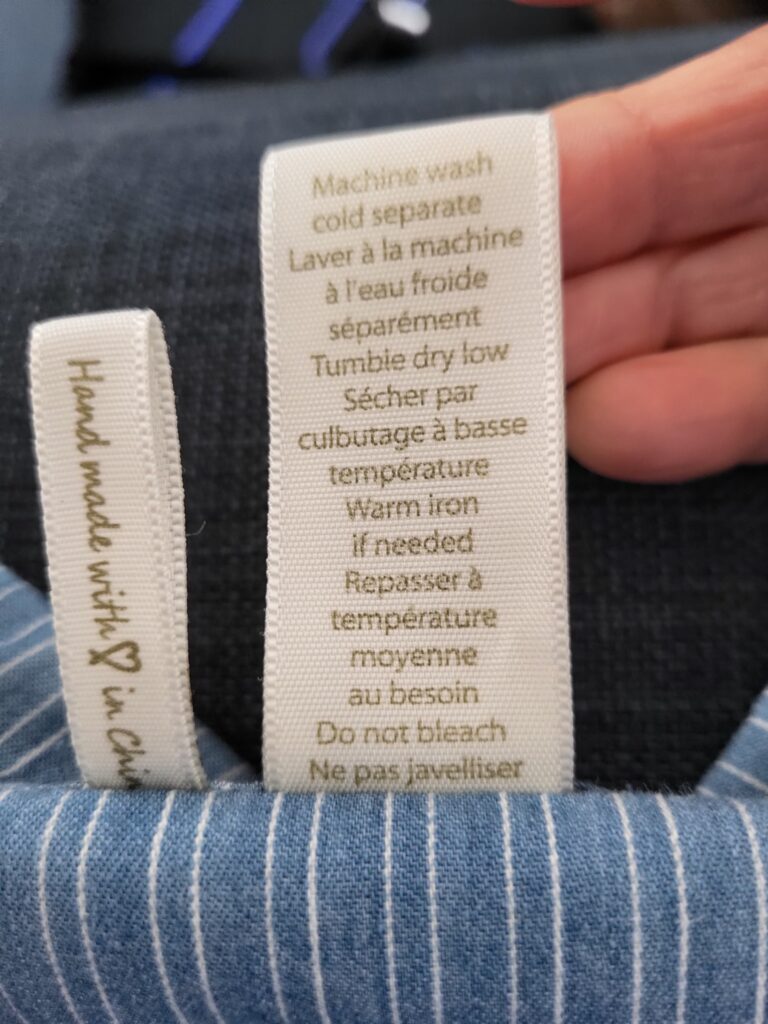 Machine wash
cold separate
Laver à la machine
à l'eau froide
séparément
Tumble dry low
Sécher par
culbutage à basse
température
Warm iron
if needed
Repasser à
température
moyenne
au besoin
Do not bleach
Ne pas javelliser
Hand made with ♡ in